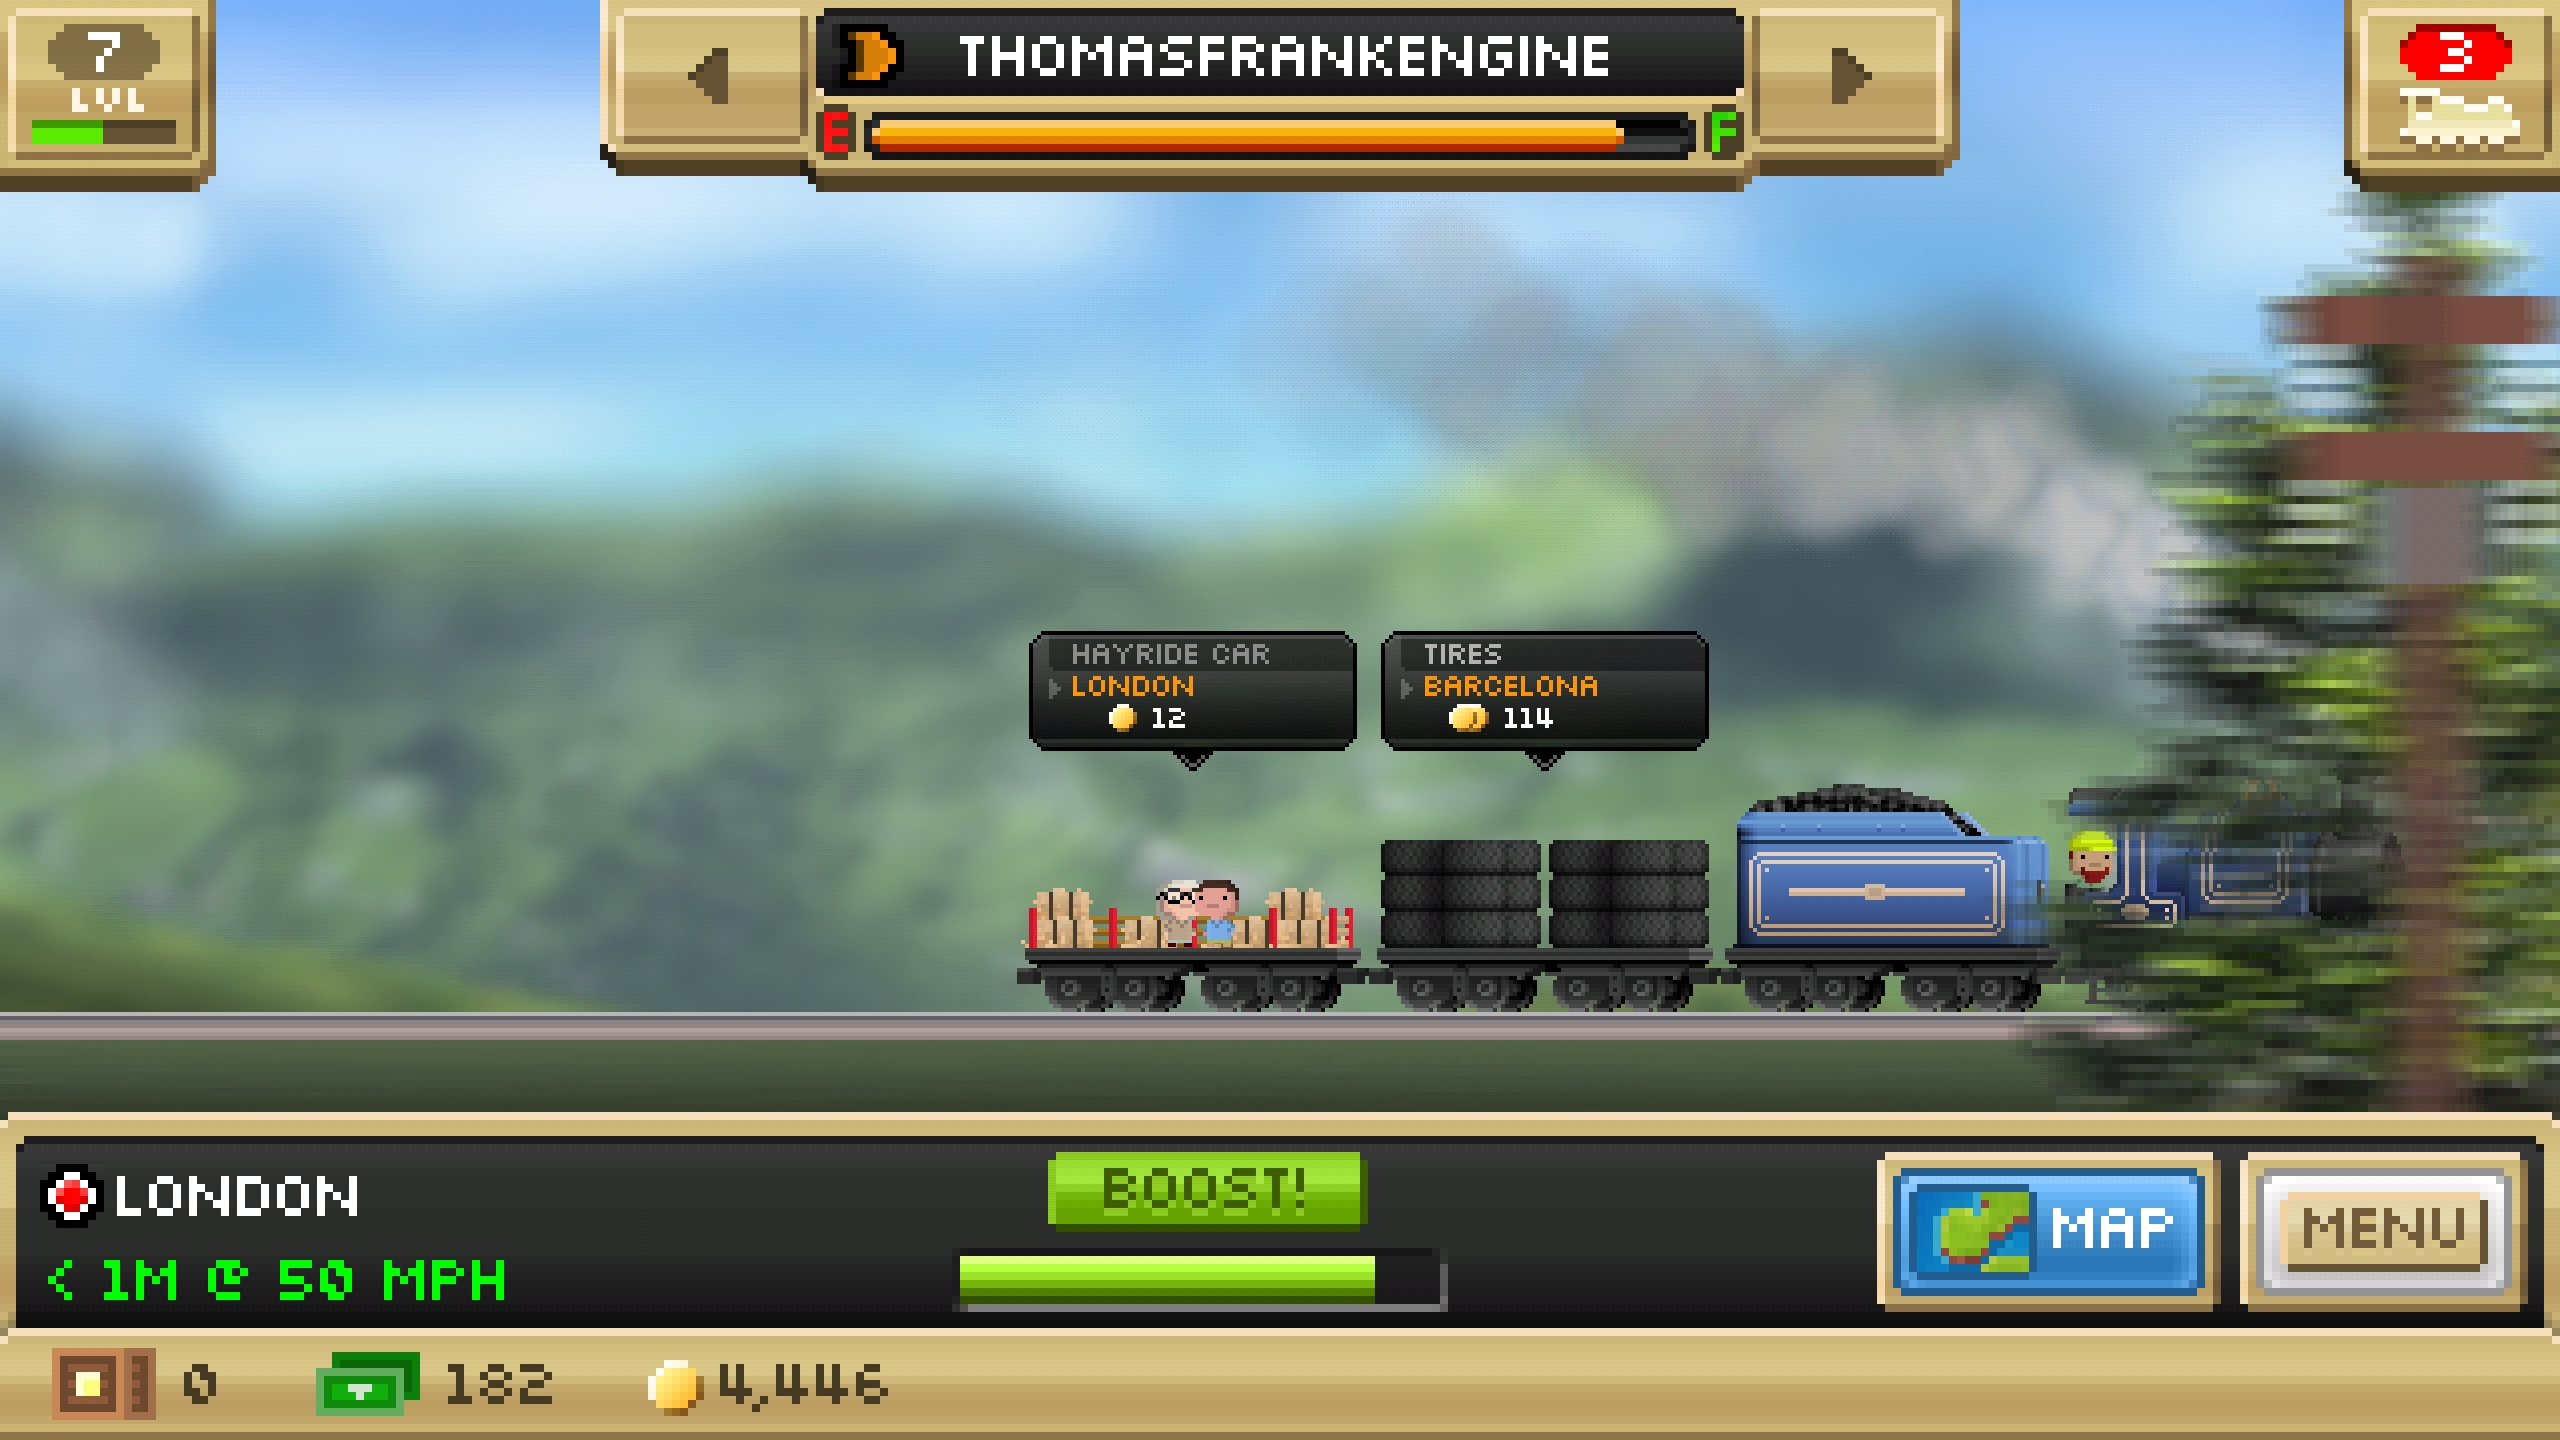 7
LVL
THOMASFRANKENGINE
E F
3
HAYRIDE CAR
LONDON
12
TIRES
BARCELONA
114
LONDON
< 1M @ 50 MPH
BOOST!
MAP
MENU
0
182
4,446